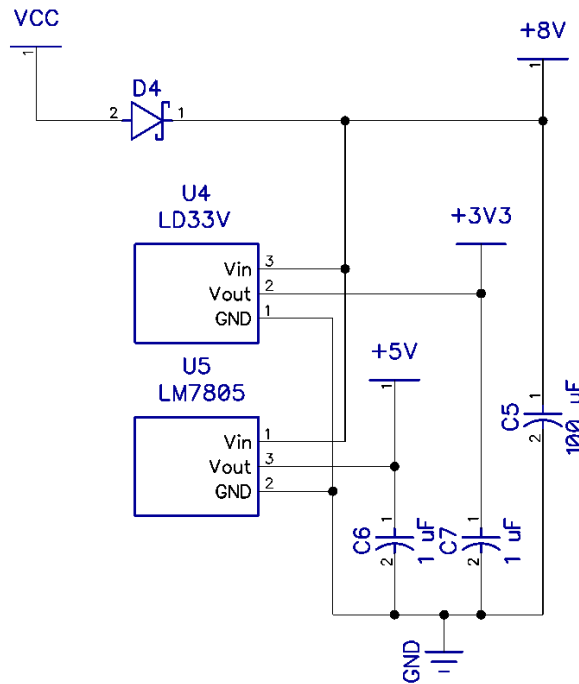 VCC
1
+8V
1
D4
2
1
U4
LD33V
+3V3
Vin
3
Vout
2
GND
1
1
U5
LM7805
+5V
1
Vin
1
Vout
3
GND
2
C5
1
2
100 uF
C6
1
2
1 uF
C7
1
2
1 uF
GND